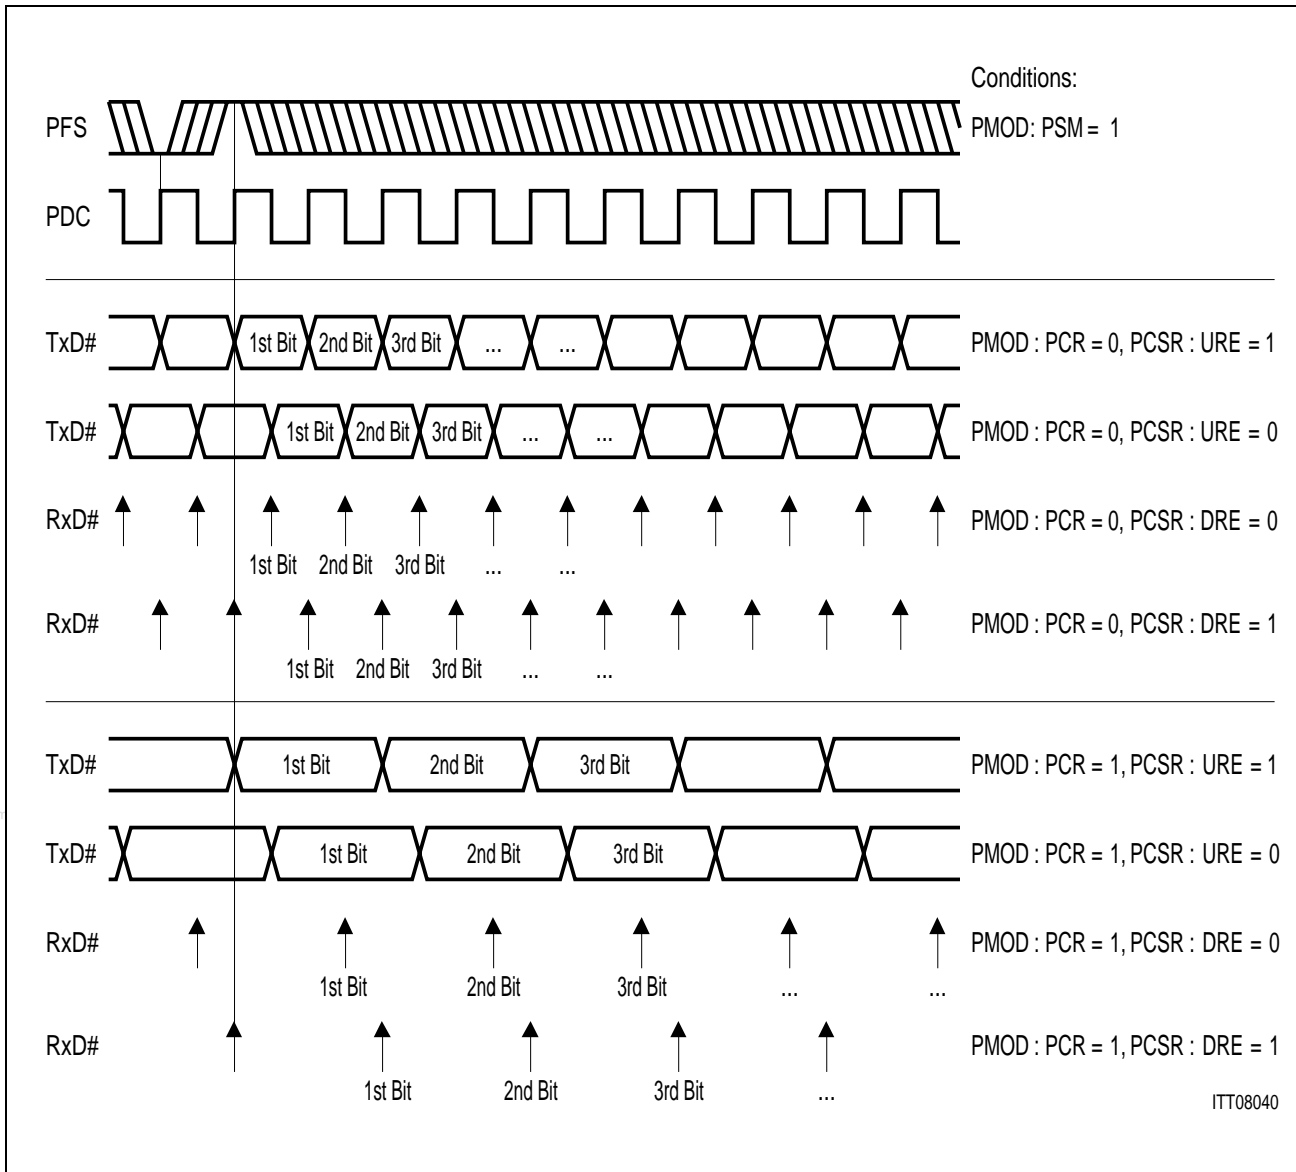 Conditions:
PFS
PMOD: PSM = 1
PDC
TxD# 1st Bit 2nd Bit 3rd Bit ... ... PMOD : PCR = 0, PCSR : URE = 1
TxD# 1st Bit 2nd Bit 3rd Bit ... ... PMOD : PCR = 0, PCSR : URE = 0
RxD# PMOD : PCR = 0, PCSR : DRE = 0
1st Bit 2nd Bit 3rd Bit ... ...
RxD# PMOD : PCR = 0, PCSR : DRE = 1
1st Bit 2nd Bit 3rd Bit ... ...
TxD# 1st Bit 2nd Bit 3rd Bit PMOD : PCR = 1, PCSR : URE = 1
TxD# 1st Bit 2nd Bit 3rd Bit PMOD : PCR = 1, PCSR : URE = 0
RxD# PMOD : PCR = 1, PCSR : DRE = 0
1st Bit 2nd Bit 3rd Bit ... ...
RxD# PMOD : PCR = 1, PCSR : DRE = 1
1st Bit 2nd Bit 3rd Bit ...
ITT08040